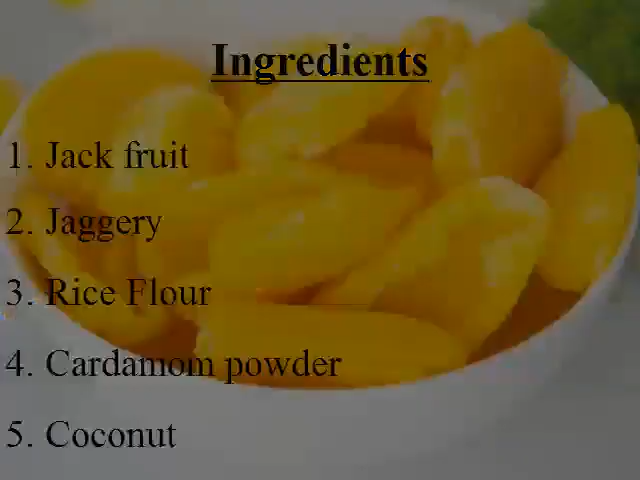 Ingredients
1. Jack fruit
2. Jaggery
3. Rice Flour
4. Cardamom powder
5. Coconut